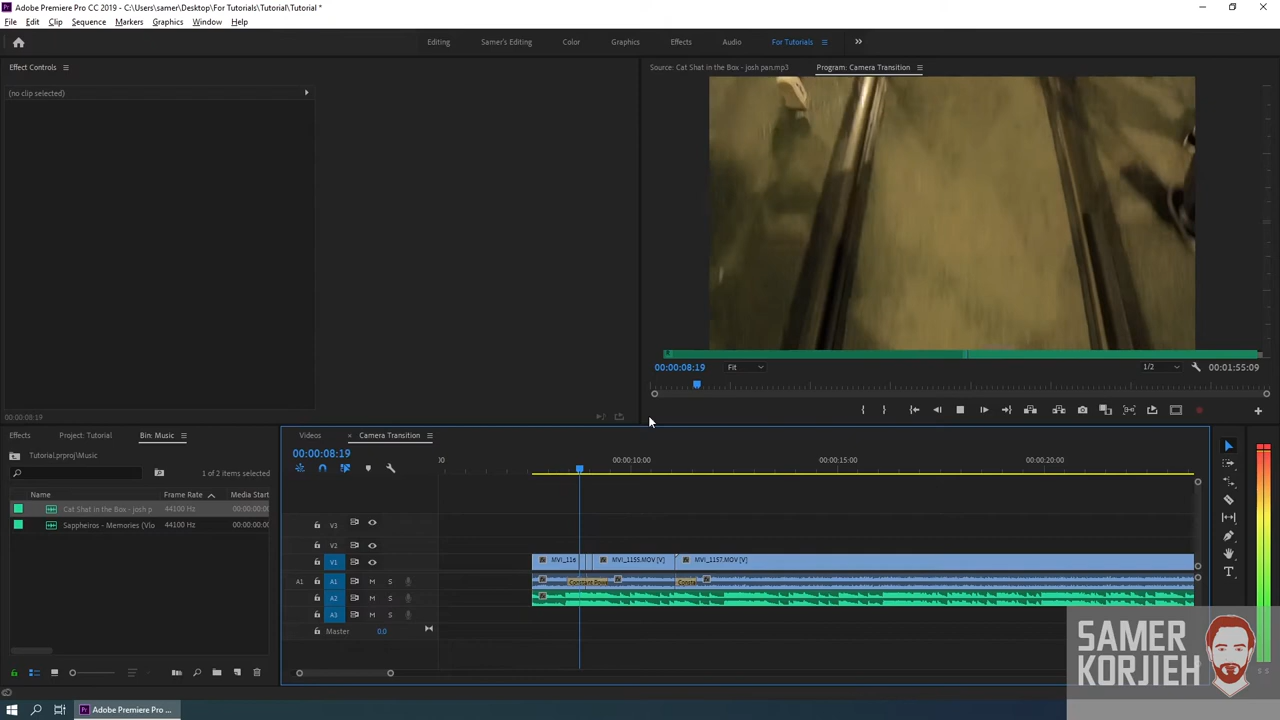 Adobe Premiere Pro CC 2019 - C:\Users\samer\Desktop\For Tutorials\Tutorial\Tutorial *
File Edit Clip Sequence Markers Graphics Window Help
Editing Samer's Editing Color Graphics Effects Audio For Tutorials
Effect Controls
Source: Cat Shat in the Box - josh pan.mp3 Program: Camera Transition
(no clip selected)
00:00:08:19 Fit 1/2 00:01:55:09
00:00:08:19
Effects Project: Tutorial Bin: Music
Videos × Camera Transition
Tutorial.prproj\Music
00:00:08:19
1 of 2 items selected
:00 00:00:10:00 00:00:15:00 00:00:20:00
Name Frame Rate Media Start
Cat Shat in the Box - josh p 44100 Hz 00:00:00:0
Sappheiros - Memories (Vlo 44100 Hz 00:00:00:0
V3
V2
V1 MVI_116 MVI_1155.MOV [V] MVI_1157.MOV [V]
A1 A1 M S Constant Pow Consta
A2 M S
A3 M S
Master 0.0
S S
SAMER
KORJIEH
Adobe Premiere Pro ...